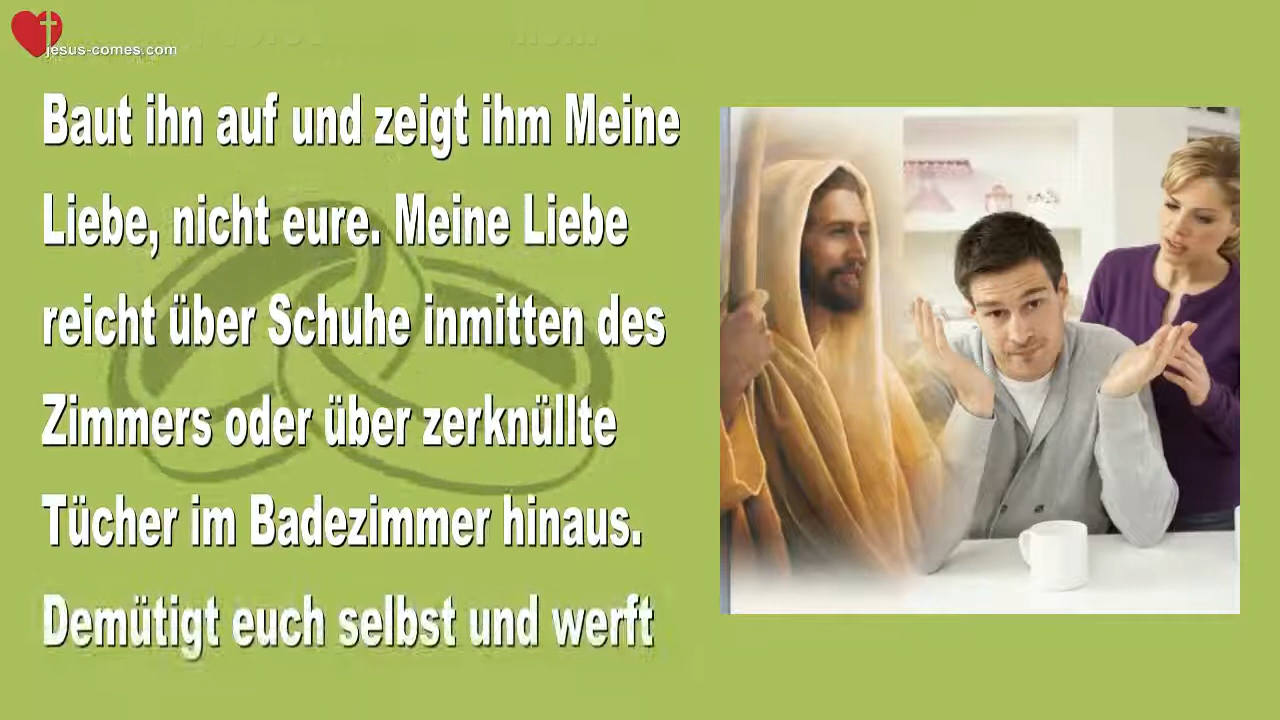 jesus-comes.com
Baut ihn auf und zeigt ihm Meine
Liebe, nicht eure. Meine Liebe
reicht über Schuhe inmitten des
Zimmers oder über zerknüllte
Tücher im Badezimmer hinaus.
Demütigt euch selbst und werft